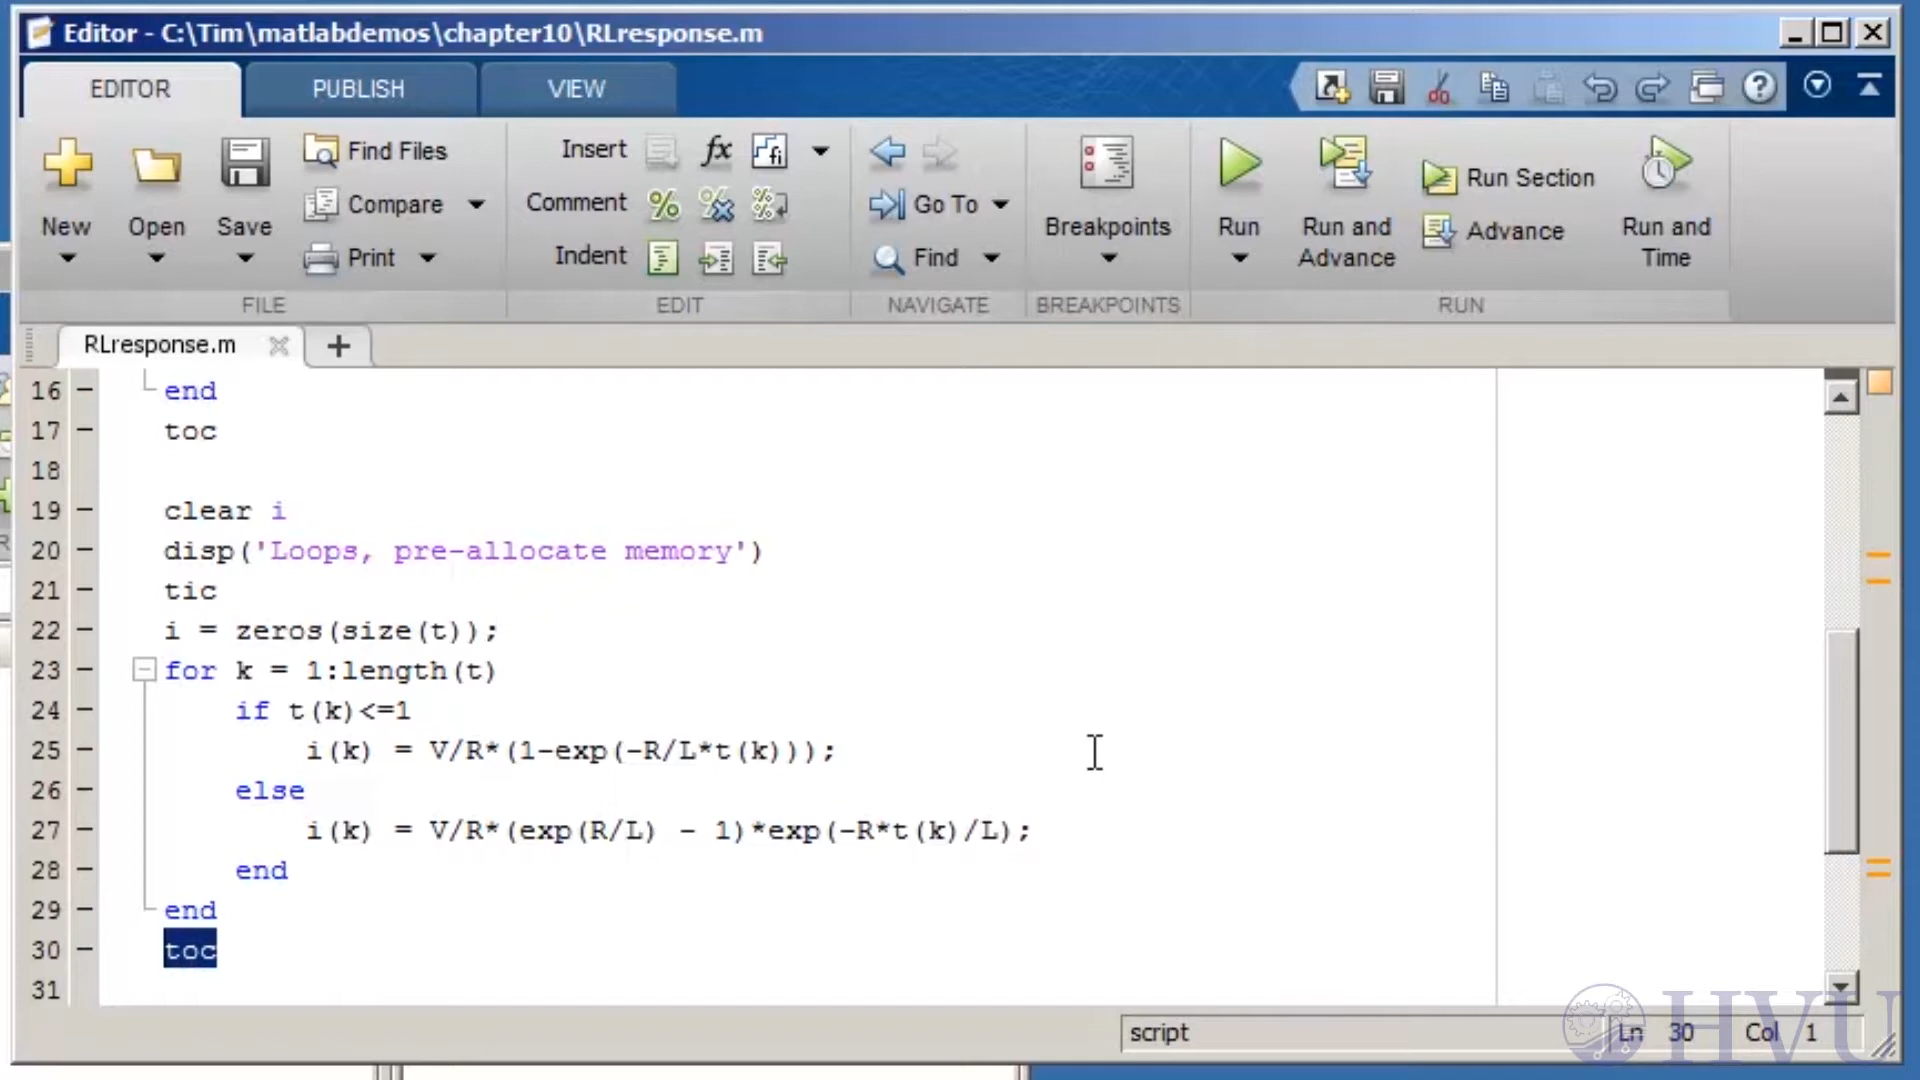 Editor - C:\Tim\matlabdemos\chapter10\RLresponse.m
EDITOR PUBLISH VIEW
New Open Save Find Files Compare Print
FILE
Insert fx fi
Comment
Indent
EDIT
Go To
Find
NAVIGATE
Breakpoints
BREAKPOINTS
Run Run and Advance Run Section Advance Run and Time
RUN
RLresponse.m
16 end
17 toc
18
19 clear i
20 disp('Loops, pre-allocate memory')
21 tic
22 i = zeros(size(t));
23 for k = 1:length(t)
24 if t(k)<=1
25 i(k) = V/R*(1-exp(-R/L*t(k)));
26 else
27 i(k) = V/R*(exp(R/L) - 1)*exp(-R*t(k)/L);
28 end
29 end
30 toc
31
script Ln 30 Col 1
HVU